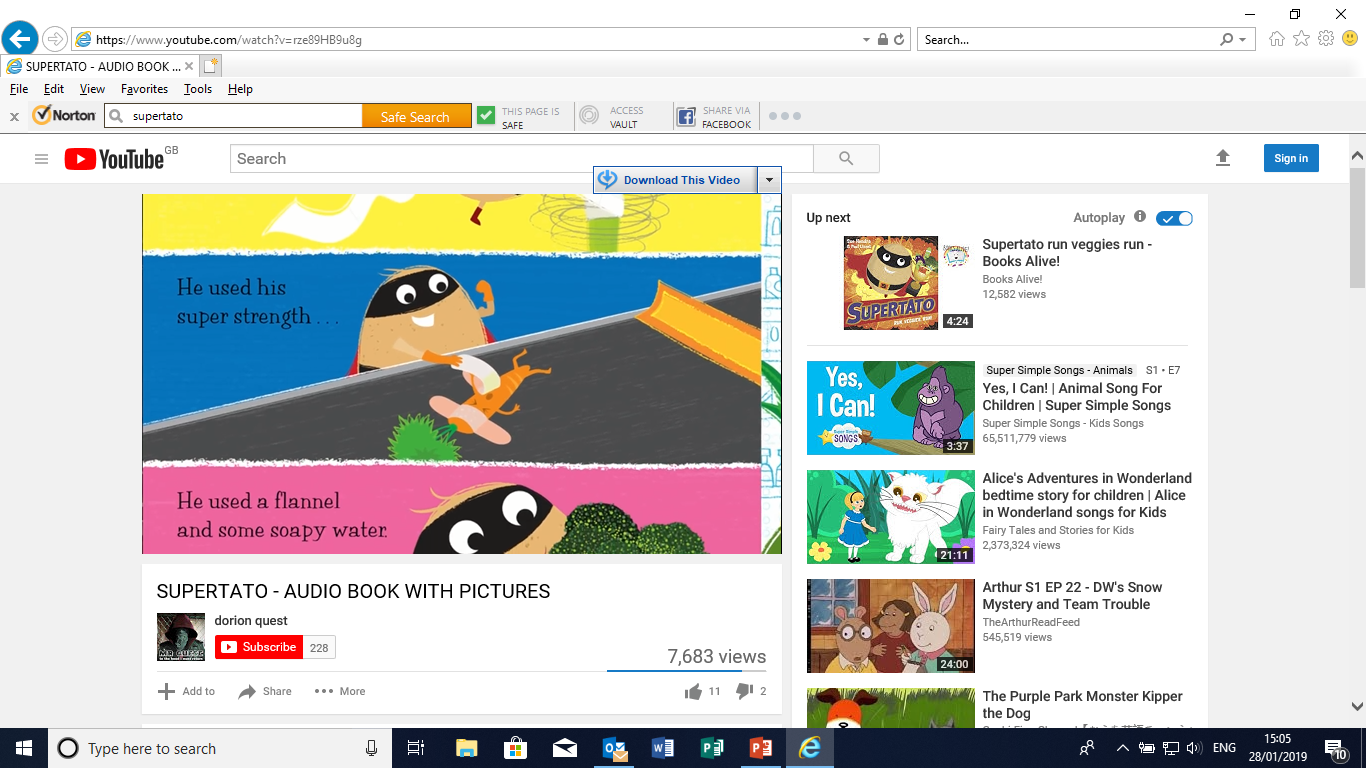 https://www.youtube.com/watch?v=rze89HB9u8g
Search...
SUPERTATO - AUDIO BOOK ...
File Edit View Favorites Tools Help
Norton
supertato
Safe Search
THIS PAGE IS
SAFE
ACCESS
VAULT
SHARE VIA
FACEBOOK
YouTube GB
Search
Sign in
Download This Video
He used his
super strength . . .
He used a flannel
and some soapy water.
SUPERTATO - AUDIO BOOK WITH PICTURES
dorion quest
Subscribe 228
7,683 views
Add to Share More 11 2
Up next Autoplay
SUPERTATO
4:24
Supertato run veggies run -
Books Alive!
Books Alive!
12,582 views
Yes,
I Can!
Super Simple
SONGS
3:37
Super Simple Songs - Animals S1 • E7
Yes, I Can! | Animal Song For
Children | Super Simple Songs
Super Simple Songs - Kids Songs
65,511,779 views
21:11
Alice's Adventures in Wonderland
bedtime story for children | Alice
in Wonderland songs for Kids
Fairy Tales and Stories for Kids
2,373,324 views
24:00
Arthur S1 EP 22 - DW's Snow
Mystery and Team Trouble
TheArthurReadFeed
545,519 views
The Purple Park Monster Kipper
the Dog
Type here to search
ENG
15:05
28/01/2019
10